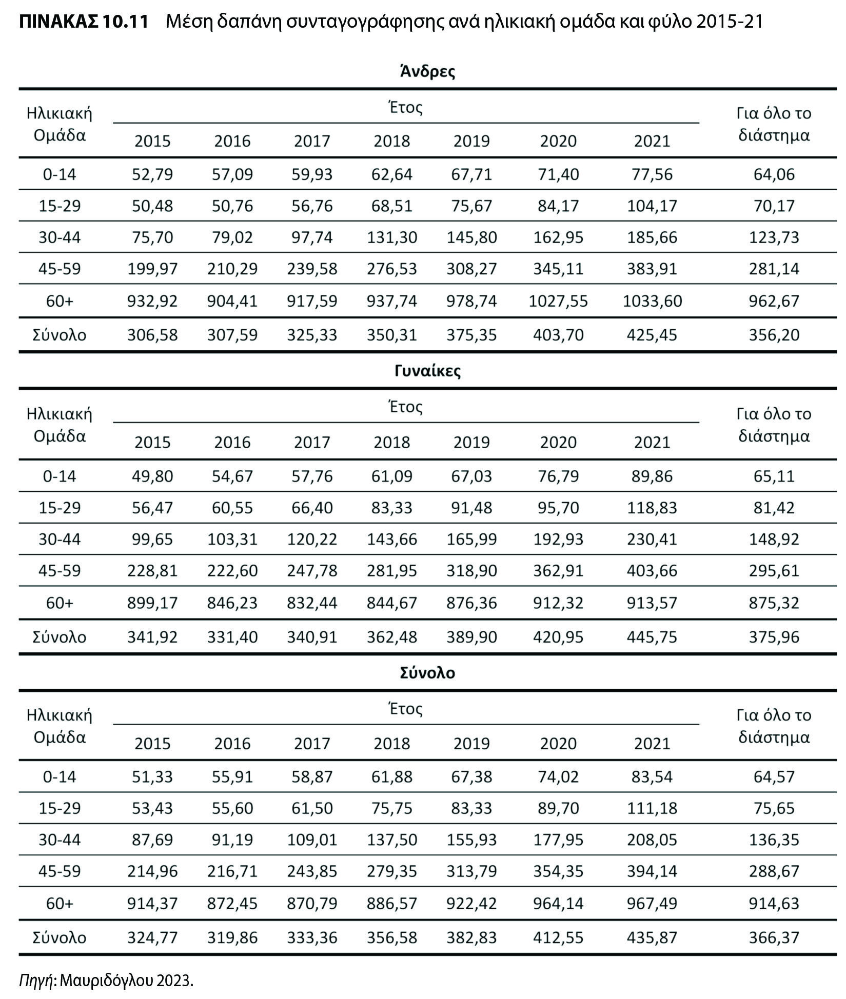 ΠΙΝΑΚΑΣ 10.11 Μέση δαπάνη συνταγογράφησης ανά ηλικιακή ομάδα και φύλο 2015-21
Άνδρες
Ηλικιακή Ομάδα Έτος Για όλο το διάστημα
2015 2016 2017 2018 2019 2020 2021
0-14 52,79 57,09 59,93 62,64 67,71 71,40 77,56 64,06
15-29 50,48 50,76 56,76 68,51 75,67 84,17 104,17 70,17
30-44 75,70 79,02 97,74 131,30 145,80 162,95 185,66 123,73
45-59 199,97 210,29 239,58 276,53 308,27 345,11 383,91 281,14
60+ 932,92 904,41 917,59 937,74 978,74 1027,55 1033,60 962,67
Σύνολο 306,58 307,59 325,33 350,31 375,35 403,70 425,45 356,20
Γυναίκες
Ηλικιακή Ομάδα Έτος Για όλο το διάστημα
2015 2016 2017 2018 2019 2020 2021
0-14 49,80 54,67 57,76 61,09 67,03 76,79 89,86 65,11
15-29 56,47 60,55 66,40 83,33 91,48 95,70 118,83 81,42
30-44 99,65 103,31 120,22 143,66 165,99 192,93 230,41 148,92
45-59 228,81 222,60 247,78 281,95 318,90 362,91 403,66 295,61
60+ 899,17 846,23 832,44 844,67 876,36 912,32 913,57 875,32
Σύνολο 341,92 331,40 340,91 362,48 389,90 420,95 445,75 375,96
Σύνολο
Ηλικιακή Ομάδα Έτος Για όλο το διάστημα
2015 2016 2017 2018 2019 2020 2021
0-14 51,33 55,91 58,87 61,88 67,38 74,02 83,54 64,57
15-29 53,43 55,60 61,50 75,75 83,33 89,70 111,18 75,65
30-44 87,69 91,19 109,01 137,50 155,93 177,95 208,05 136,35
45-59 214,96 216,71 243,85 279,35 313,79 354,35 394,14 288,67
60+ 914,37 872,45 870,79 886,57 922,42 964,14 967,49 914,63
Σύνολο 324,77 319,86 333,36 356,58 382,83 412,55 435,87 366,37
Πηγή: Μαυριδόγλου 2023.